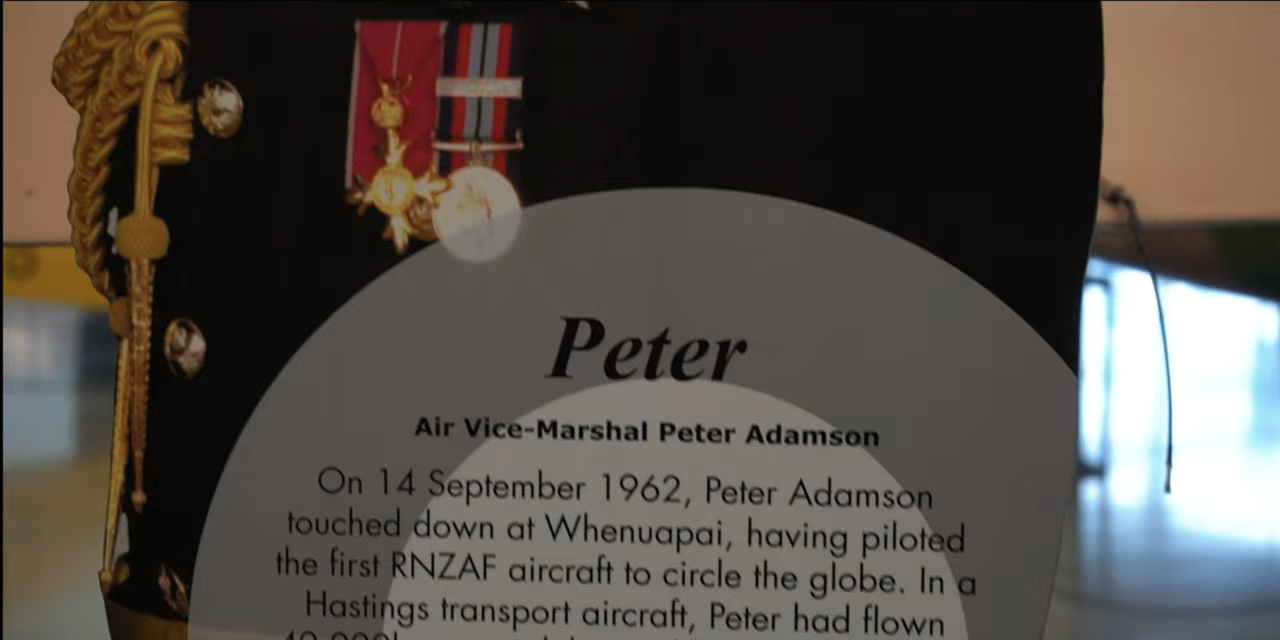 Peter
Air Vice-Marshal Peter Adamson
On 14 September 1962, Peter Adamson
touched down at Whenuapai, having piloted
the first RNZAF aircraft to circle the globe. In a
Hastings transport aircraft, Peter had flown